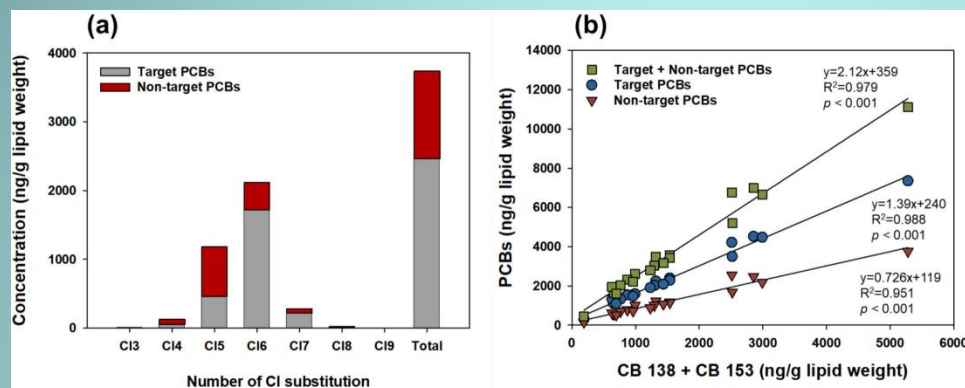 (a)
Concentration (ng/g lipid weight)
4000
3000
2000
1000
0
Target PCBs
Non-target PCBs
Cl3 Cl4 Cl5 Cl6 Cl7 Cl8 Cl9 Total
Number of Cl substitution
(b)
PCBs (ng/g lipid weight)
14000
12000
10000
8000
6000
4000
2000
0
Target + Non-target PCBs
Target PCBs
Non-target PCBs
y=2.12x+359
R²=0.979
p < 0.001
y=1.39x+240
R²=0.988
p < 0.001
y=0.726x+119
R²=0.951
p < 0.001
0 1000 2000 3000 4000 5000 6000
CB 138 + CB 153 (ng/g lipid weight)